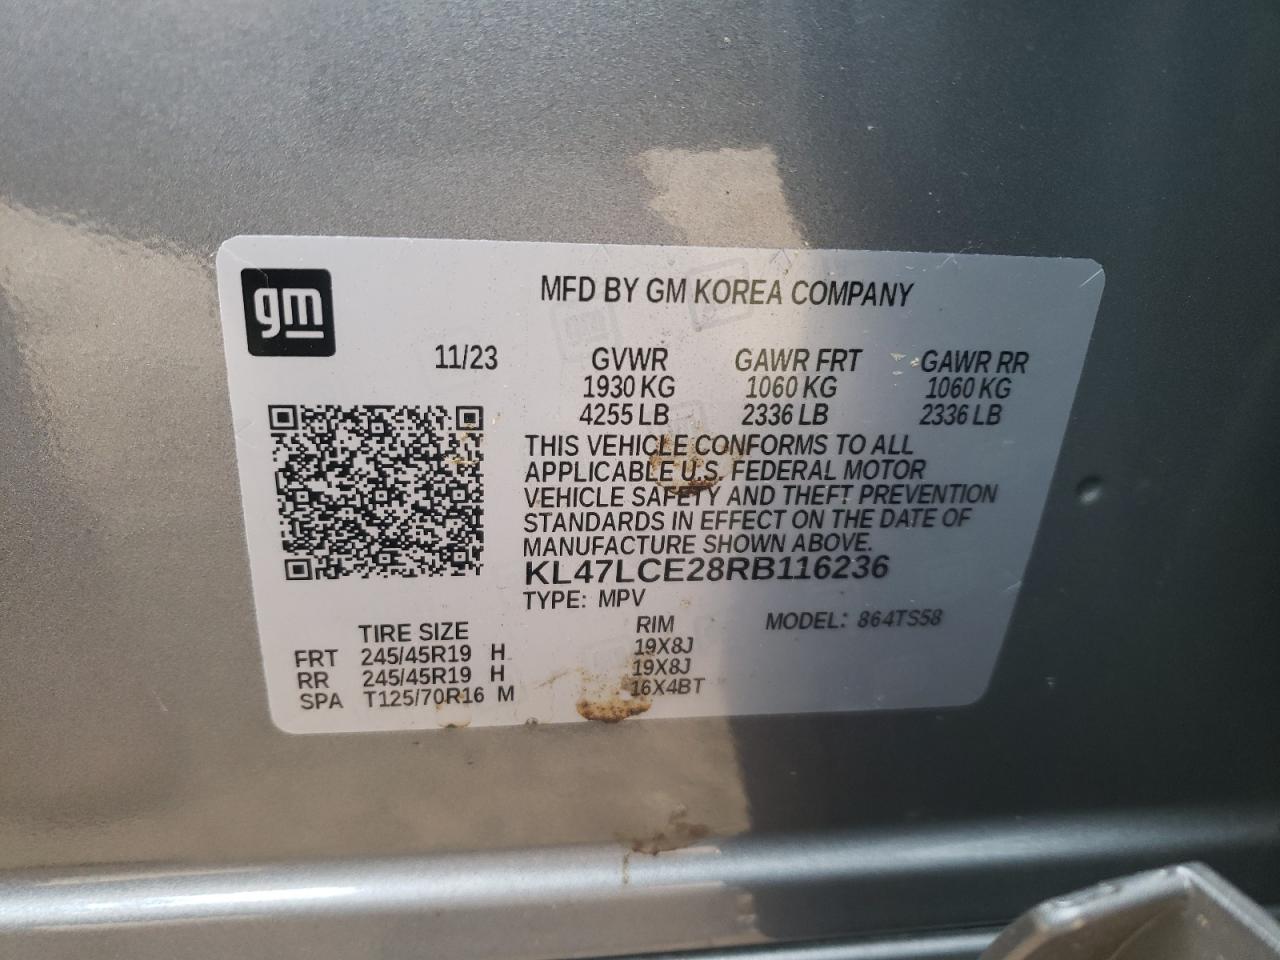 gm
MFD BY GM KOREA COMPANY
11/23 GVWR GAWR FRT GAWR RR
1930 KG 1060 KG 1060 KG
4255 LB 2336 LB 2336 LB
THIS VEHICLE CONFORMS TO ALL
APPLICABLE U.S. FEDERAL MOTOR
VEHICLE SAFETY AND THEFT PREVENTION
STANDARDS IN EFFECT ON THE DATE OF
MANUFACTURE SHOWN ABOVE.
KL47LCE28RB116236
TYPE: MPV
TIRE SIZE RIM MODEL: 864TS58
FRT 245/45R19 H 19X8J
RR 245/45R19 H 19X8J
SPA T125/70R16 M 16X4BT